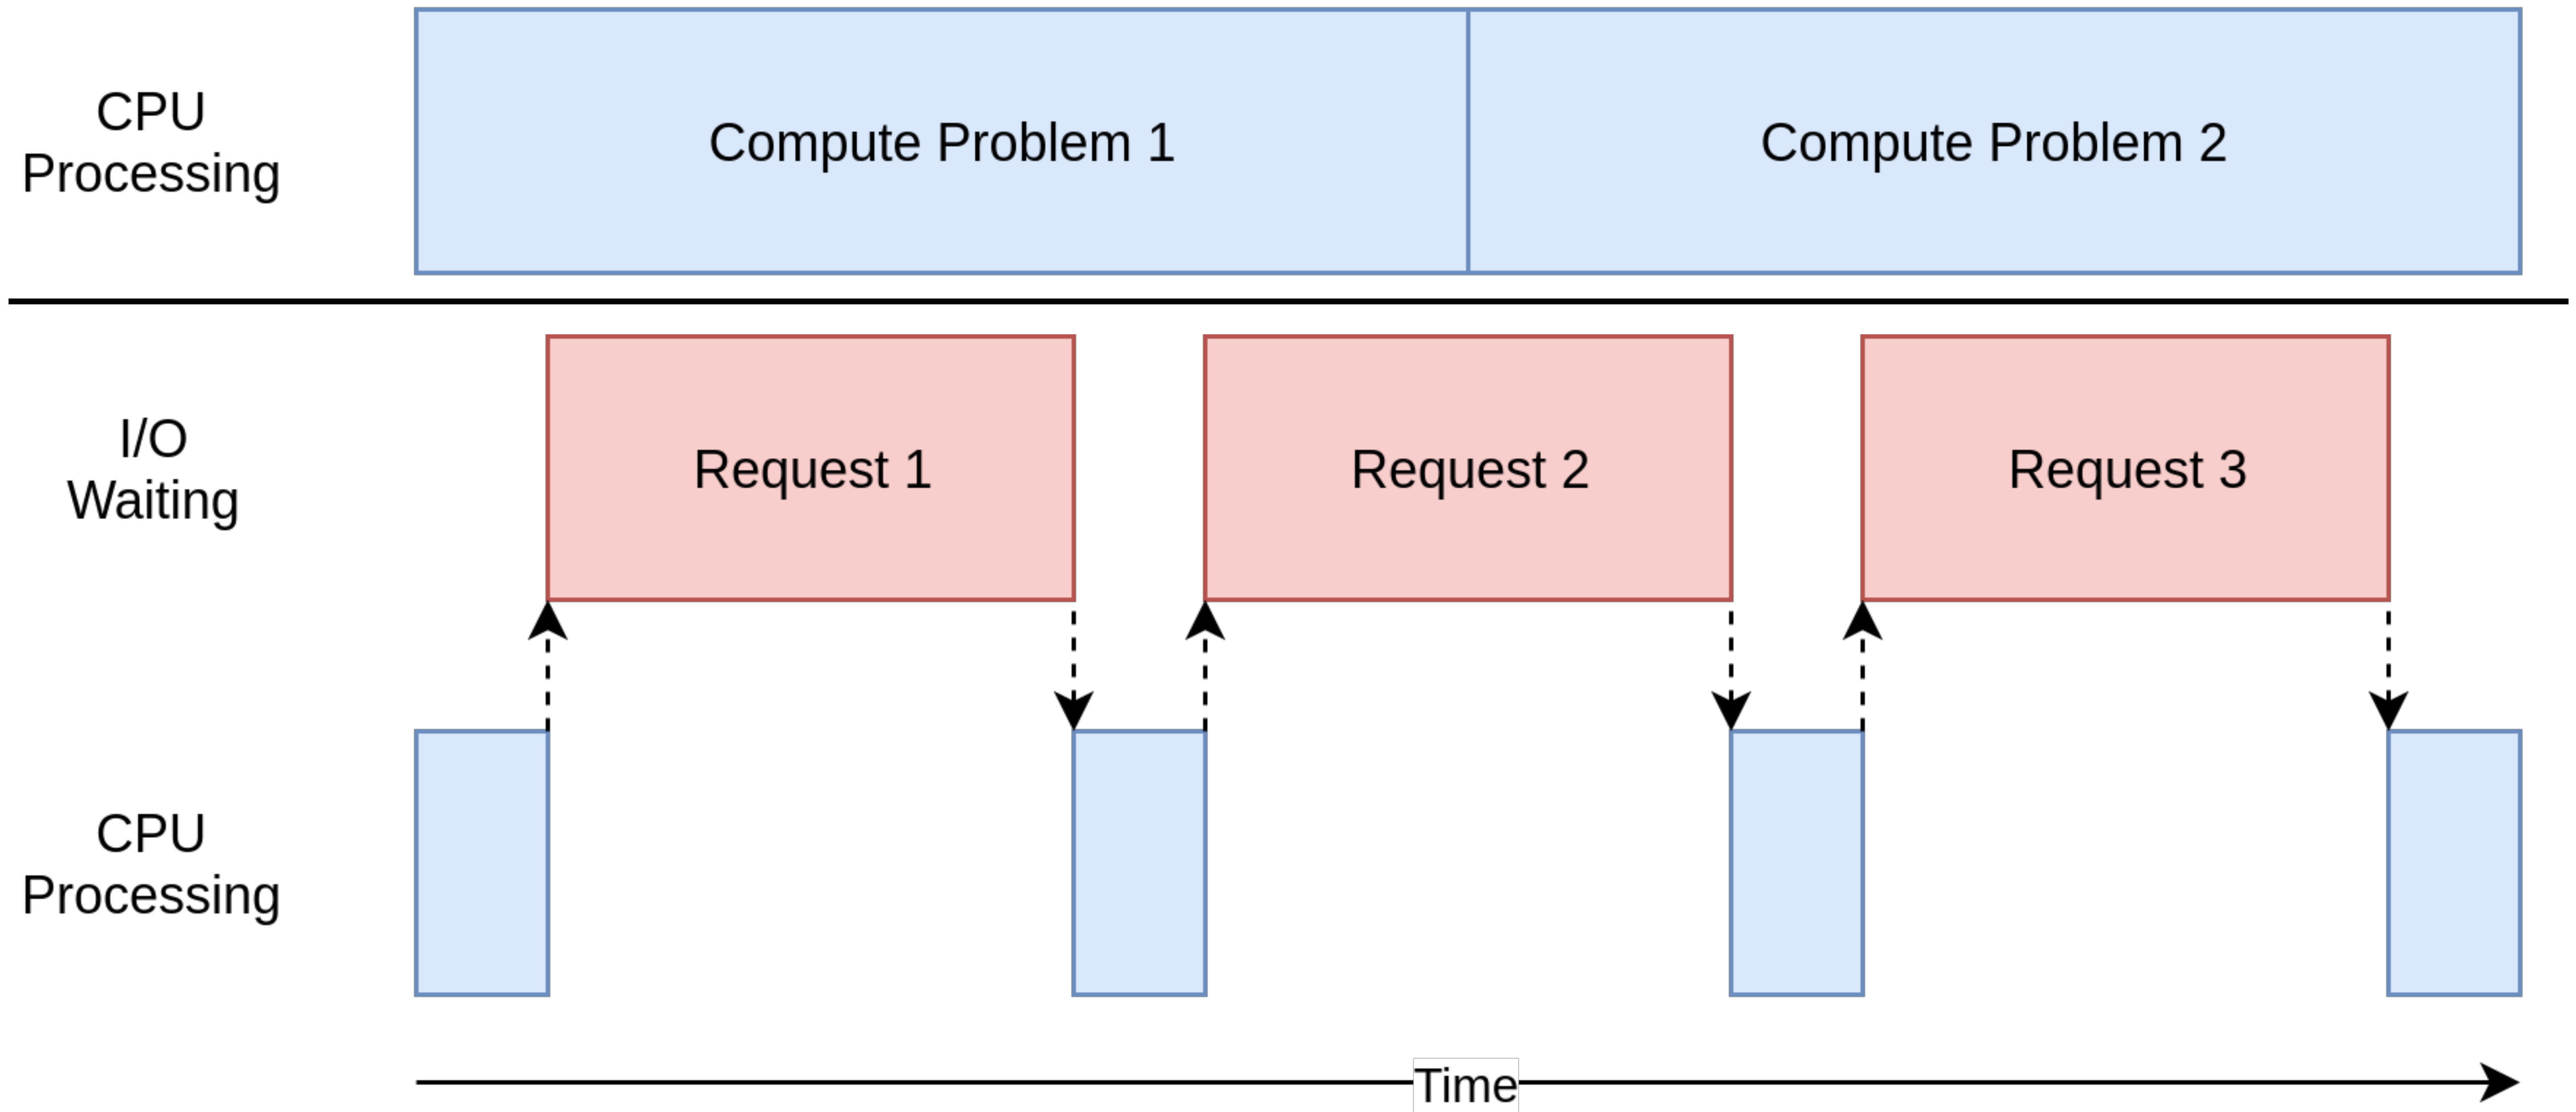 CPU
Processing
Compute Problem 1
Compute Problem 2
I/O
Waiting
Request 1
Request 2
Request 3
CPU
Processing
Time